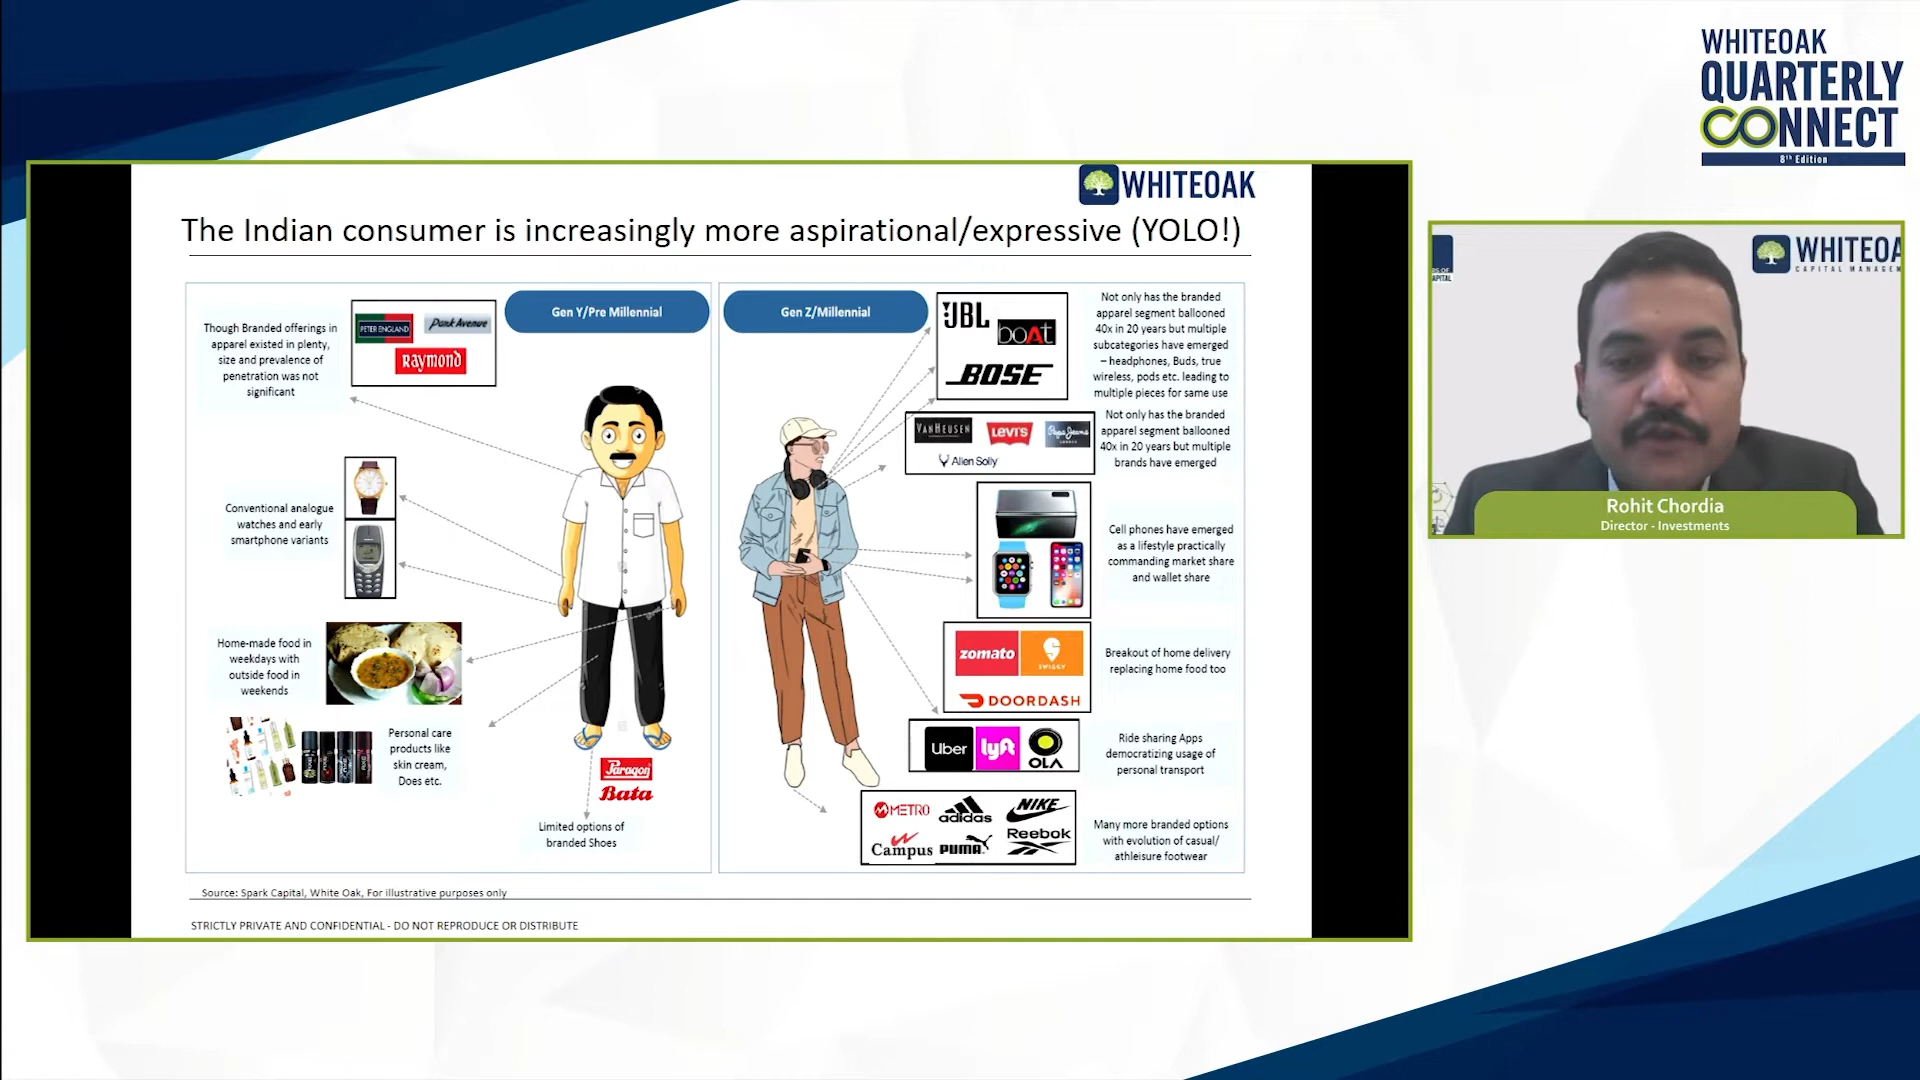 WHITEOAK
QUARTERLY
CONNECT
8th Edition
WHITEOAK
The Indian consumer is increasingly more aspirational/expressive (YOLO!)
Though Branded offerings in
apparel existed in plenty,
size and prevalence of
penetration was not
significant
PETER ENGLAND
Park Avenue
Raymond
Gen Y/Pre Millennial
Conventional analogue
watches and early
smartphone variants
Home-made food in
weekdays with
outside food in
weekends
Personal care
products like
skin cream,
Does etc.
Paragon
Bata
Limited options of
branded Shoes
Gen Z/Millennial
JBL
boAt
BOSE
Not only has the branded
apparel segment ballooned
40x in 20 years but multiple
subcategories have emerged
– headphones, Buds, true
wireless, pods etc. leading to
multiple pieces for same use
VAN HEUSEN
LEVI'S
Pepe Jeans
LONDON
Allen Solly
Not only has the branded
apparel segment ballooned
40x in 20 years but multiple
brands have emerged
Cell phones have emerged
as a lifestyle practically
commanding market share
and wallet share
zomato
SWIGGY
DOORDASH
Breakout of home delivery
replacing home food too
Uber
lyft
OLA
Ride sharing Apps
democratizing usage of
personal transport
METRO
adidas
NIKE
Campus
PUMA
Reebok
Many more branded options
with evolution of casual/
athleisure footwear
Source: Spark Capital, White Oak, For illustrative purposes only
STRICTLY PRIVATE AND CONFIDENTIAL - DO NOT REPRODUCE OR DISTRIBUTE
WHITEOA
CAPITAL MANAGEM
Rohit Chordia
Director - Investments